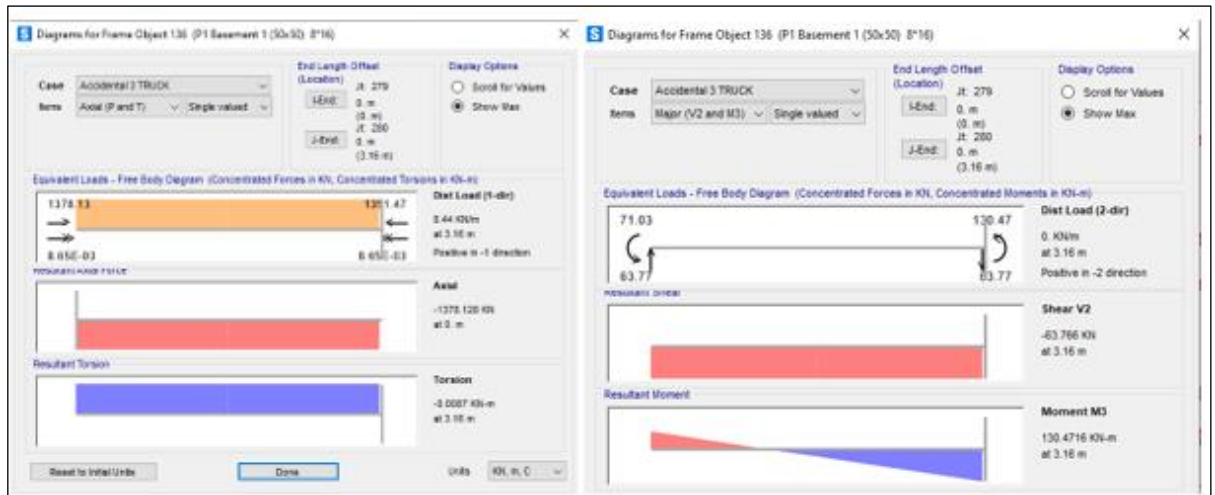 Diagrams for Frame Object 136 (P1 Basement 1 (50x50) 8*16)
End Length Offset (Location)
Display Options
Case Accidental 3 TRUCK
Jt: 279
Scroll for Values
Items Axial (P and T) Single valued
I-End: 0. m
Show Max
(0. m)
Jt: 280
J-End: 0. m
(3.16 m)
Equivalent Loads - Free Body Diagram (Concentrated Forces in KN, Concentrated Torsions in KN-m)
1378.13
1351.47
Dist Load (1-dir)
8.44 KN/m
at 3.16 m
8.65E-03
8.65E-03
Positive in -1 direction
Resultant Axial Force
Axial
-1378.128 KN
at 0. m
Resultant Torsion
Torsion
-0.0087 KN-m
at 3.16 m
Reset to Initial Units
Done
Units KN, m, C
Diagrams for Frame Object 136 (P1 Basement 1 (50x50) 8*16)
End Length Offset (Location)
Display Options
Case Accidental 3 TRUCK
Jt: 279
Scroll for Values
Items Major (V2 and M3) Single valued
I-End: 0. m
Show Max
(0. m)
Jt: 280
J-End: 0. m
(3.16 m)
Equivalent Loads - Free Body Diagram (Concentrated Forces in KN, Concentrated Moments in KN-m)
71.03
130.47
Dist Load (2-dir)
0. KN/m
at 3.16 m
63.77
63.77
Positive in -2 direction
Resultant Shear
Shear V2
-63.766 KN
at 3.16 m
Resultant Moment
Moment M3
130.4716 KN-m
at 3.16 m